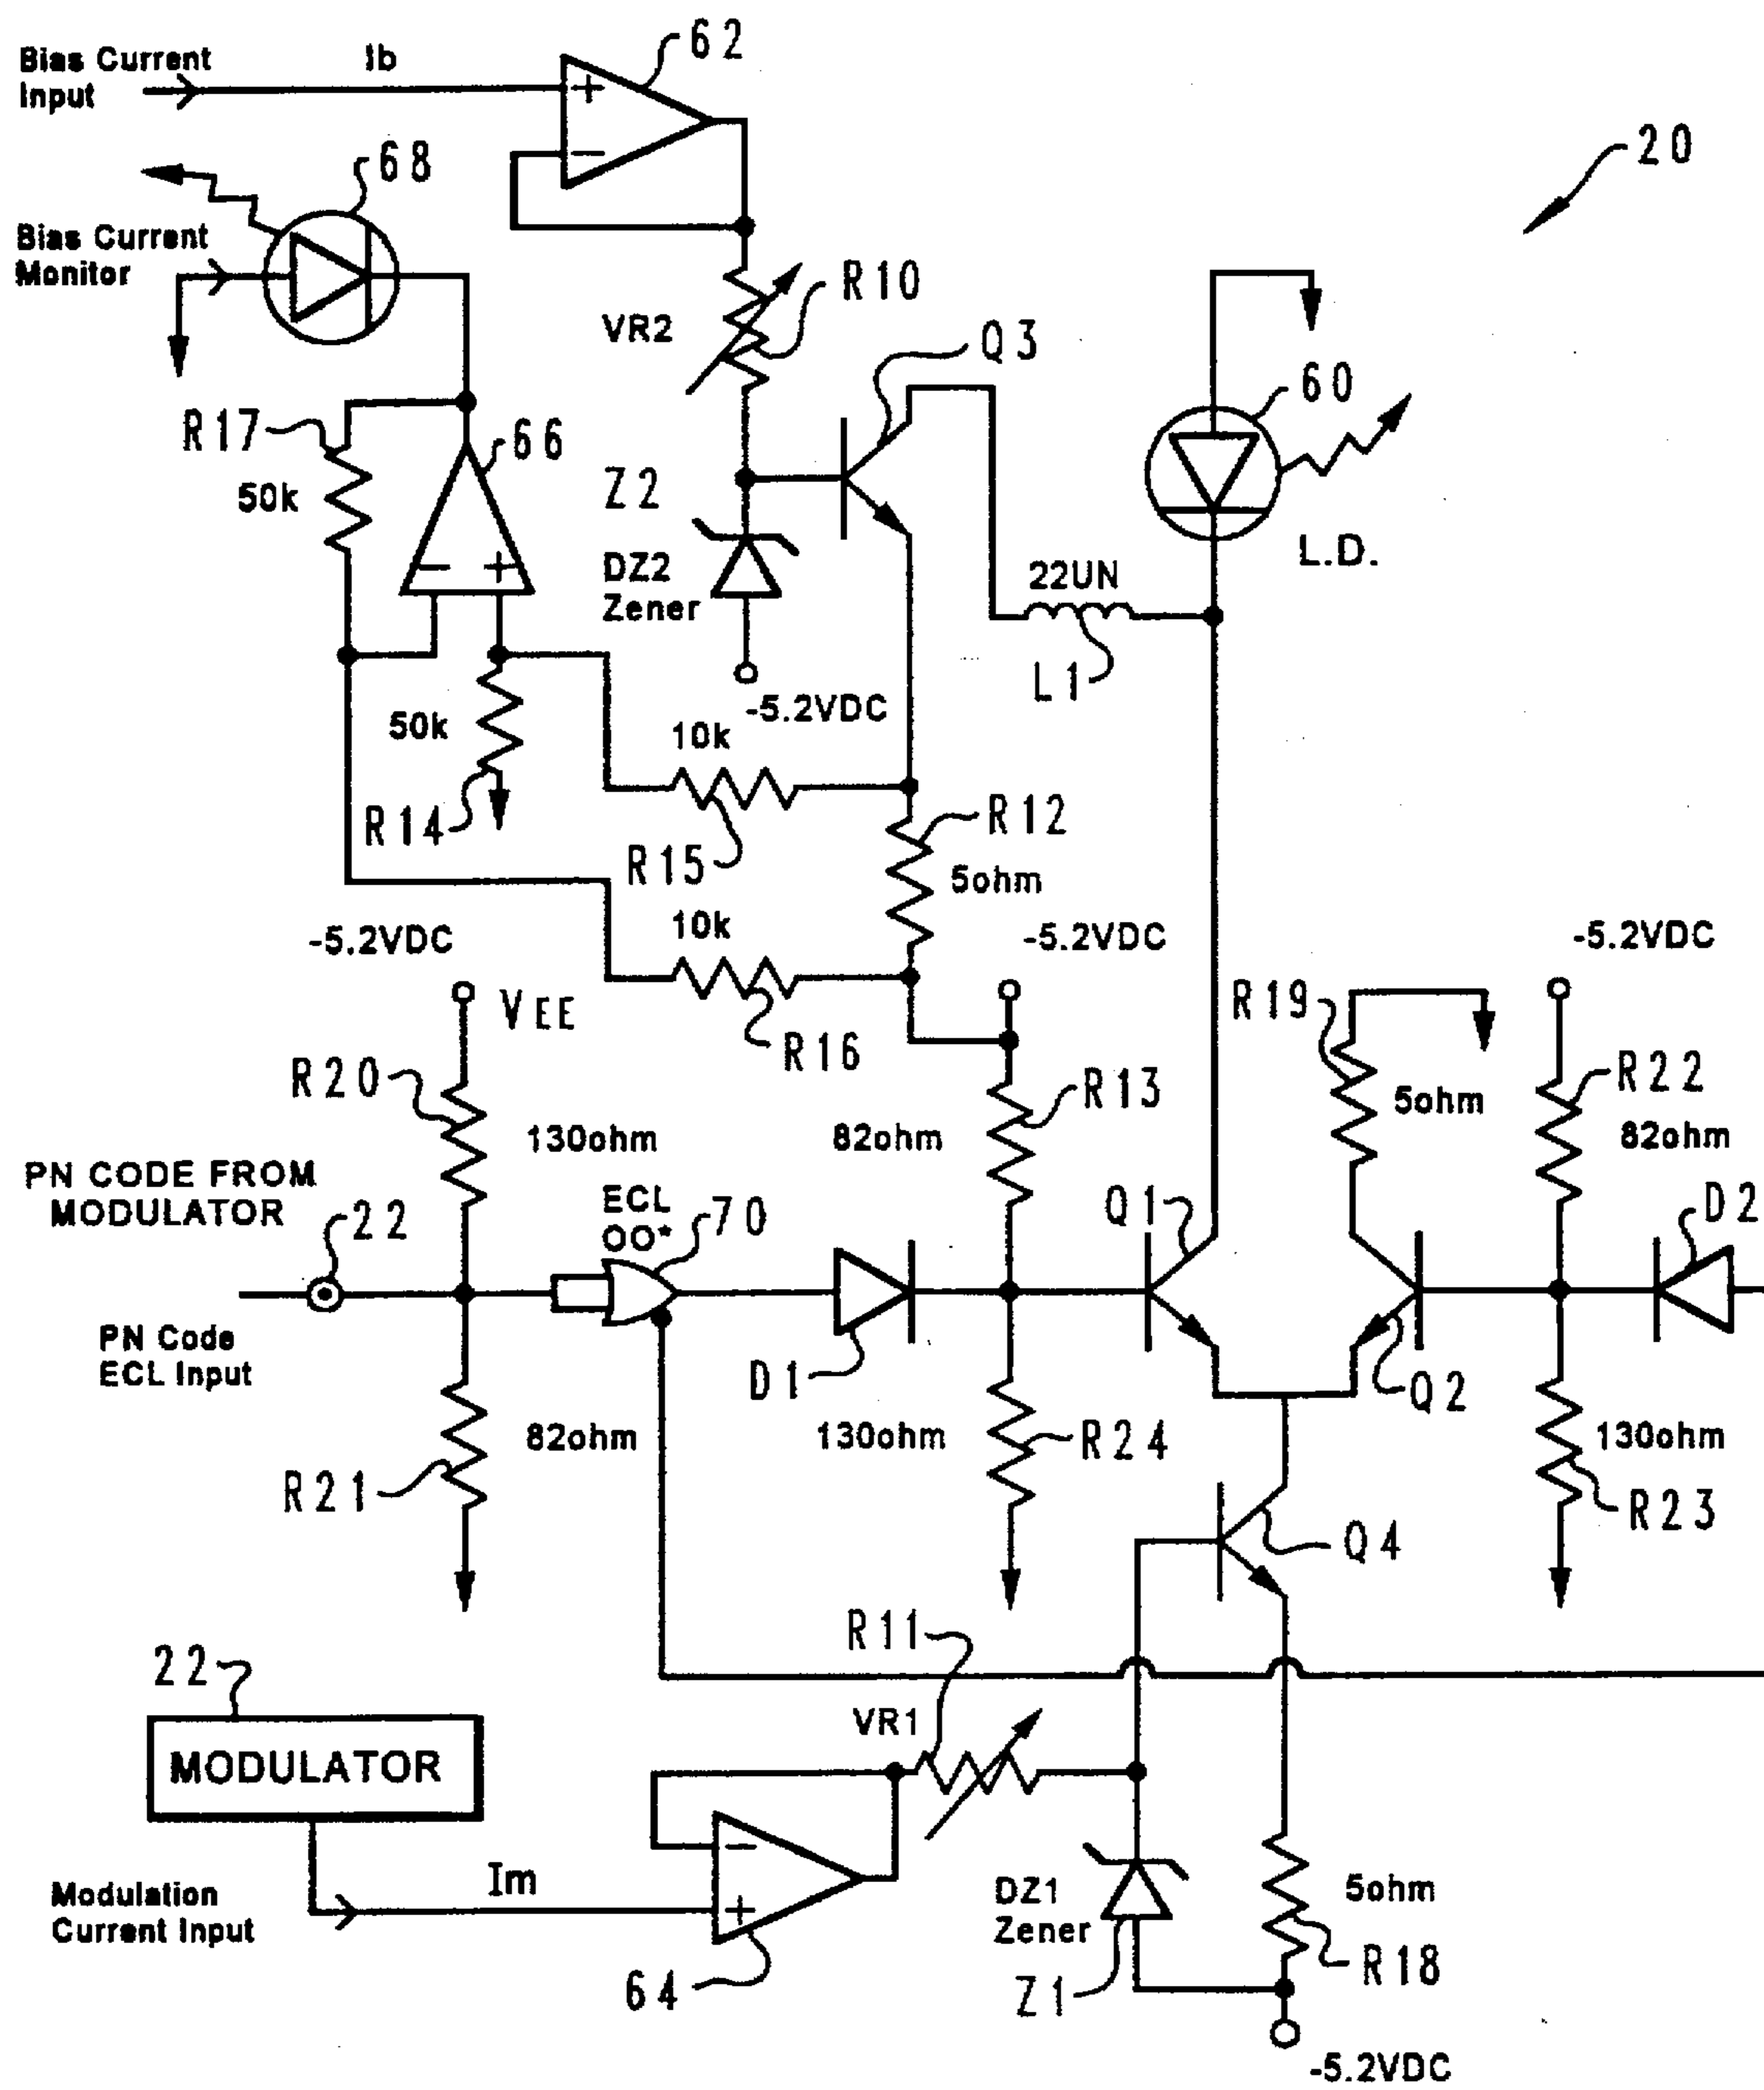 62
Bias Current
Input
Ib
+
−
20
68
Bias Current
Monitor
R10
VR2
Q3
60
R17
66
50k
Z2
L.D.
DZ2
Zener
22UN
− +
L1
-5.2VDC
50k
10k
R14
R12
R15
5ohm
-5.2VDC
10k
-5.2VDC
-5.2VDC
VEE
R19
R16
R20
R13
R22
5ohm
130ohm
82ohm
82ohm
PN CODE FROM
MODULATOR
22
ECL
OO*
70
Q1
D2
PN Code
ECL Input
D1
Q2
82ohm
130ohm
R24
130ohm
R21
R23
Q4
R11
22
VR1
MODULATOR
−
Im
+
Modulation
Current Input
DZ1
Zener
5ohm
64
Z1
R18
-5.2VDC